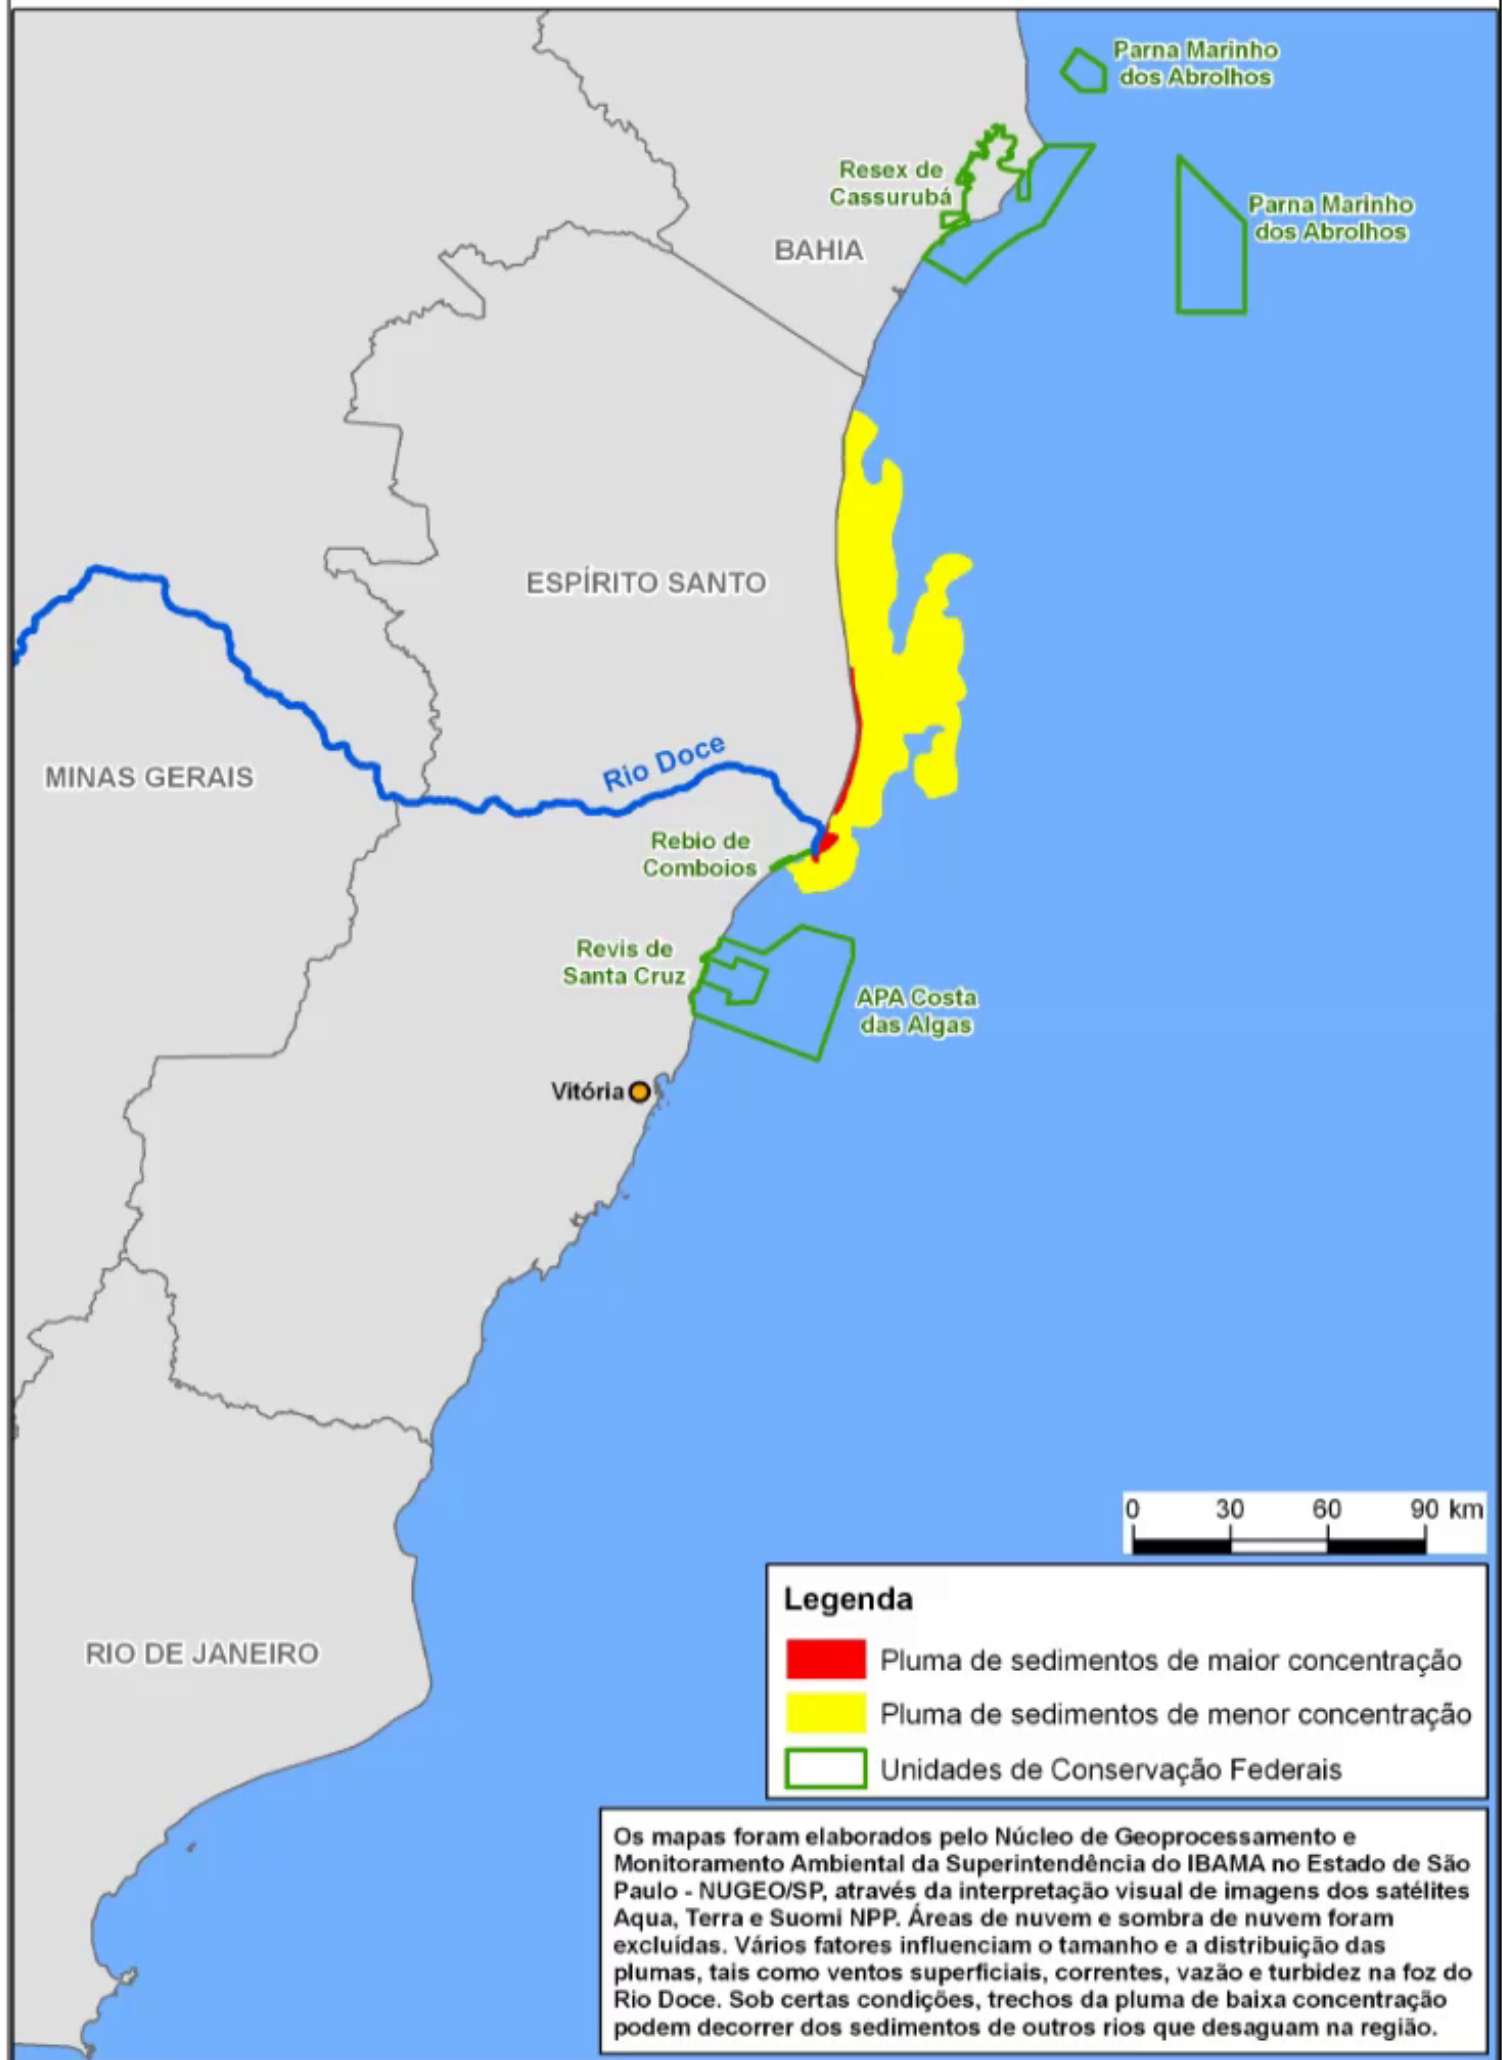 Parna Marinho
dos Abrolhos
Resex de
Cassurubá
Parna Marinho
dos Abrolhos
BAHIA
ESPÍRITO SANTO
Rio Doce
MINAS GERAIS
Rebio de
Comboios
Revis de
Santa Cruz
APA Costa
das Algas
Vitória
RIO DE JANEIRO
0 30 60 90 km
Legenda
Pluma de sedimentos de maior concentração
Pluma de sedimentos de menor concentração
Unidades de Conservação Federais
Os mapas foram elaborados pelo Núcleo de Geoprocessamento e
Monitoramento Ambiental da Superintendência do IBAMA no Estado de São
Paulo - NUGEO/SP, através da interpretação visual de imagens dos satélites
Aqua, Terra e Suomi NPP. Áreas de nuvem e sombra de nuvem foram
excluídas. Vários fatores influenciam o tamanho e a distribuição das
plumas, tais como ventos superficiais, correntes, vazão e turbidez na foz do
Rio Doce. Sob certas condições, trechos da pluma de baixa concentração
podem decorrer dos sedimentos de outros rios que desaguam na região.